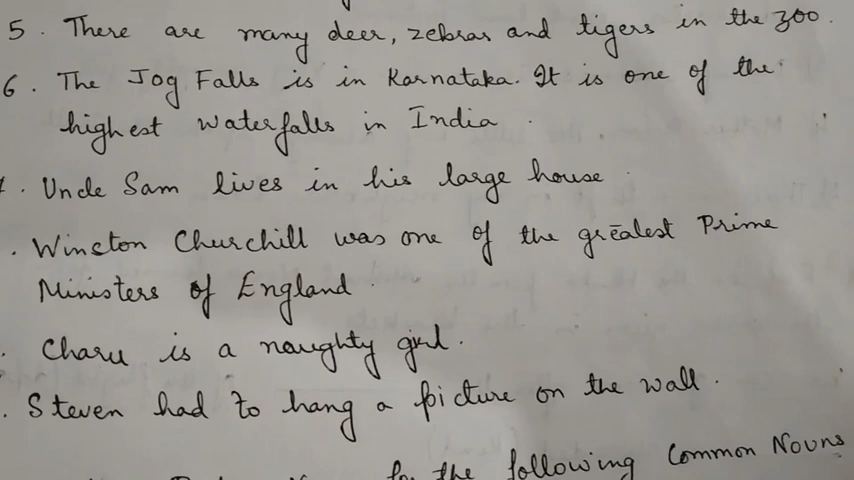 5. There are many deer, zebras and tigers in the zoo.
6. The Jog Falls is in Karnataka. It is one of the
highest waterfalls in India.
. Uncle Sam lives in his large house.
. Winston Churchill was one of the greatest Prime
Ministers of England.
. Charu is a naughty girl.
. Steven had to hang a picture on the wall.
for the following Common Nouns